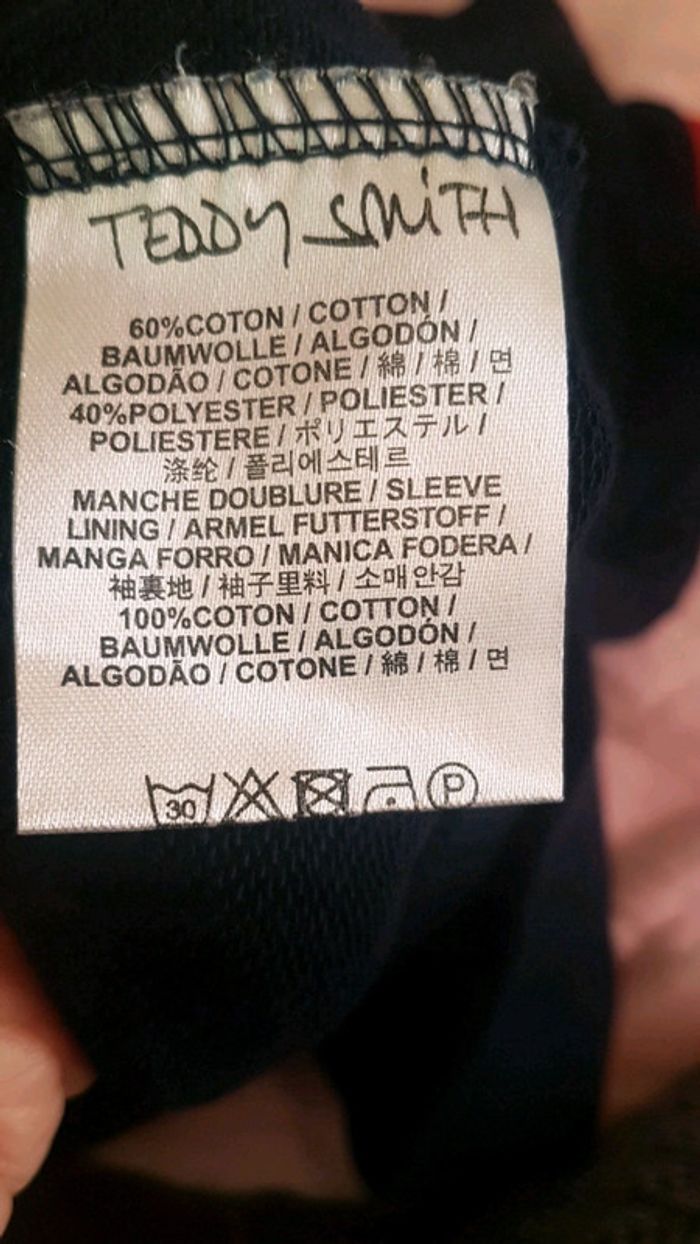 TEDDY SMiTH
60%COTON / COTTON /
BAUMWOLLE / ALGODÓN /
ALGODÃO / COTONE / 綿 / 棉 / 면
40%POLYESTER / POLIESTER /
POLIESTERE / ポリエステル /
涤纶 / 폴리에스테르
MANCHE DOUBLURE / SLEEVE
LINING / ARMEL FUTTERSTOFF /
MANGA FORRO / MANICA FODERA /
袖裏地 / 袖子里料 / 소매안감
100%COTON / COTTON /
BAUMWOLLE / ALGODÓN /
ALGODÃO / COTONE / 綿 / 棉 / 면
30 P